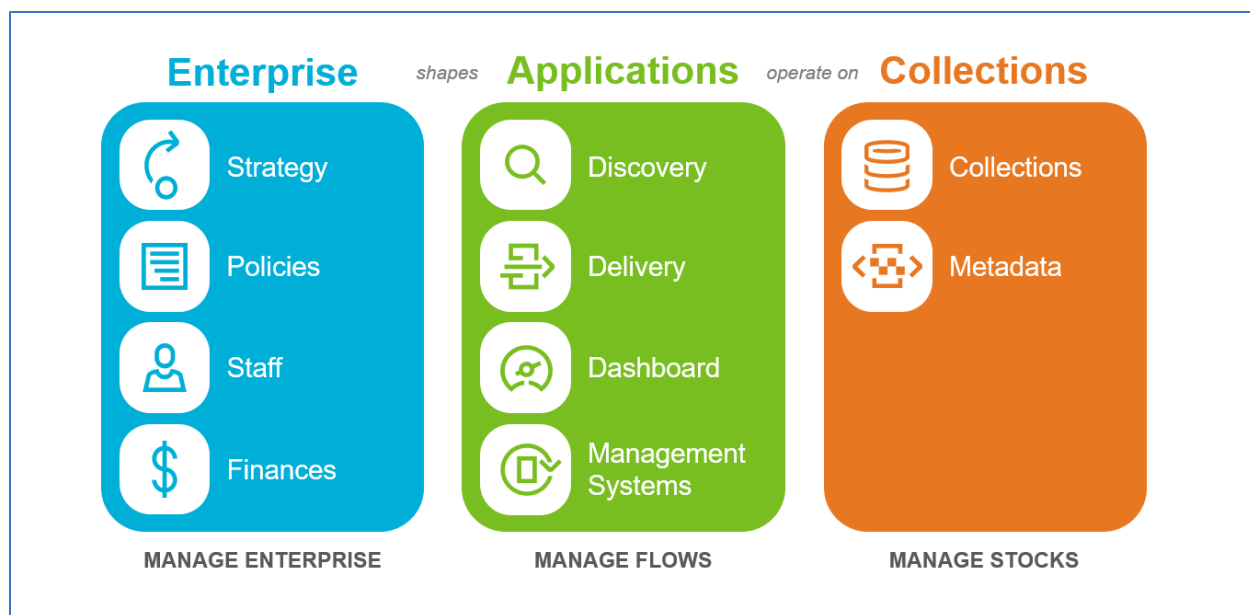 Enterprise shapes Applications operate on Collections
Strategy
Policies
Staff
$ Finances
Discovery
Delivery
Dashboard
Management
Systems
Collections
Metadata
MANAGE ENTERPRISE
MANAGE FLOWS
MANAGE STOCKS